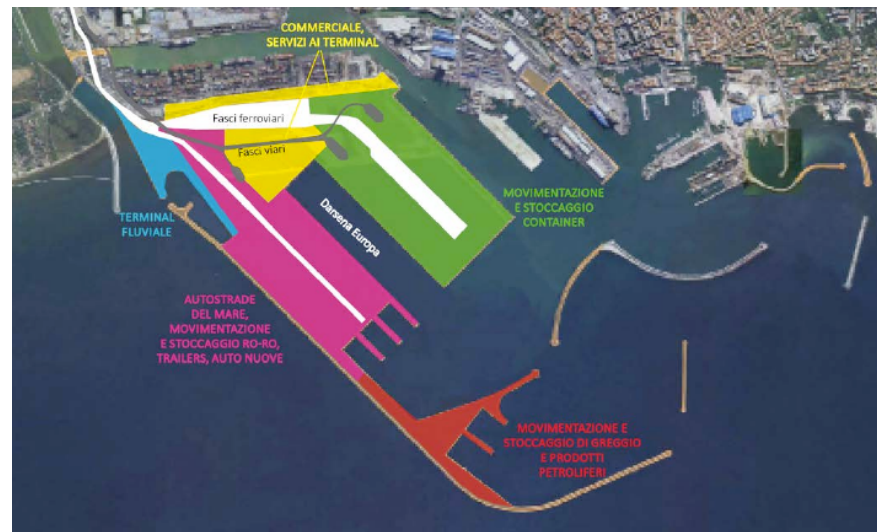 COMMERCIALE,
SERVIZI AI TERMINAL
Fasci ferroviari
Fasci viari
MOVIMENTAZIONE
E STOCCAGGIO
CONTAINER
TERMINAL
FLUVIALE
Darsena Europa
AUTOSTRADE
DEL MARE,
MOVIMENTAZIONE
E STOCCAGGIO RO-RO,
TRAILERS, AUTO NUOVE
MOVIMENTAZIONE E
STOCCAGGIO DI GREGGIO
E PRODOTTI
PETROLIFERI